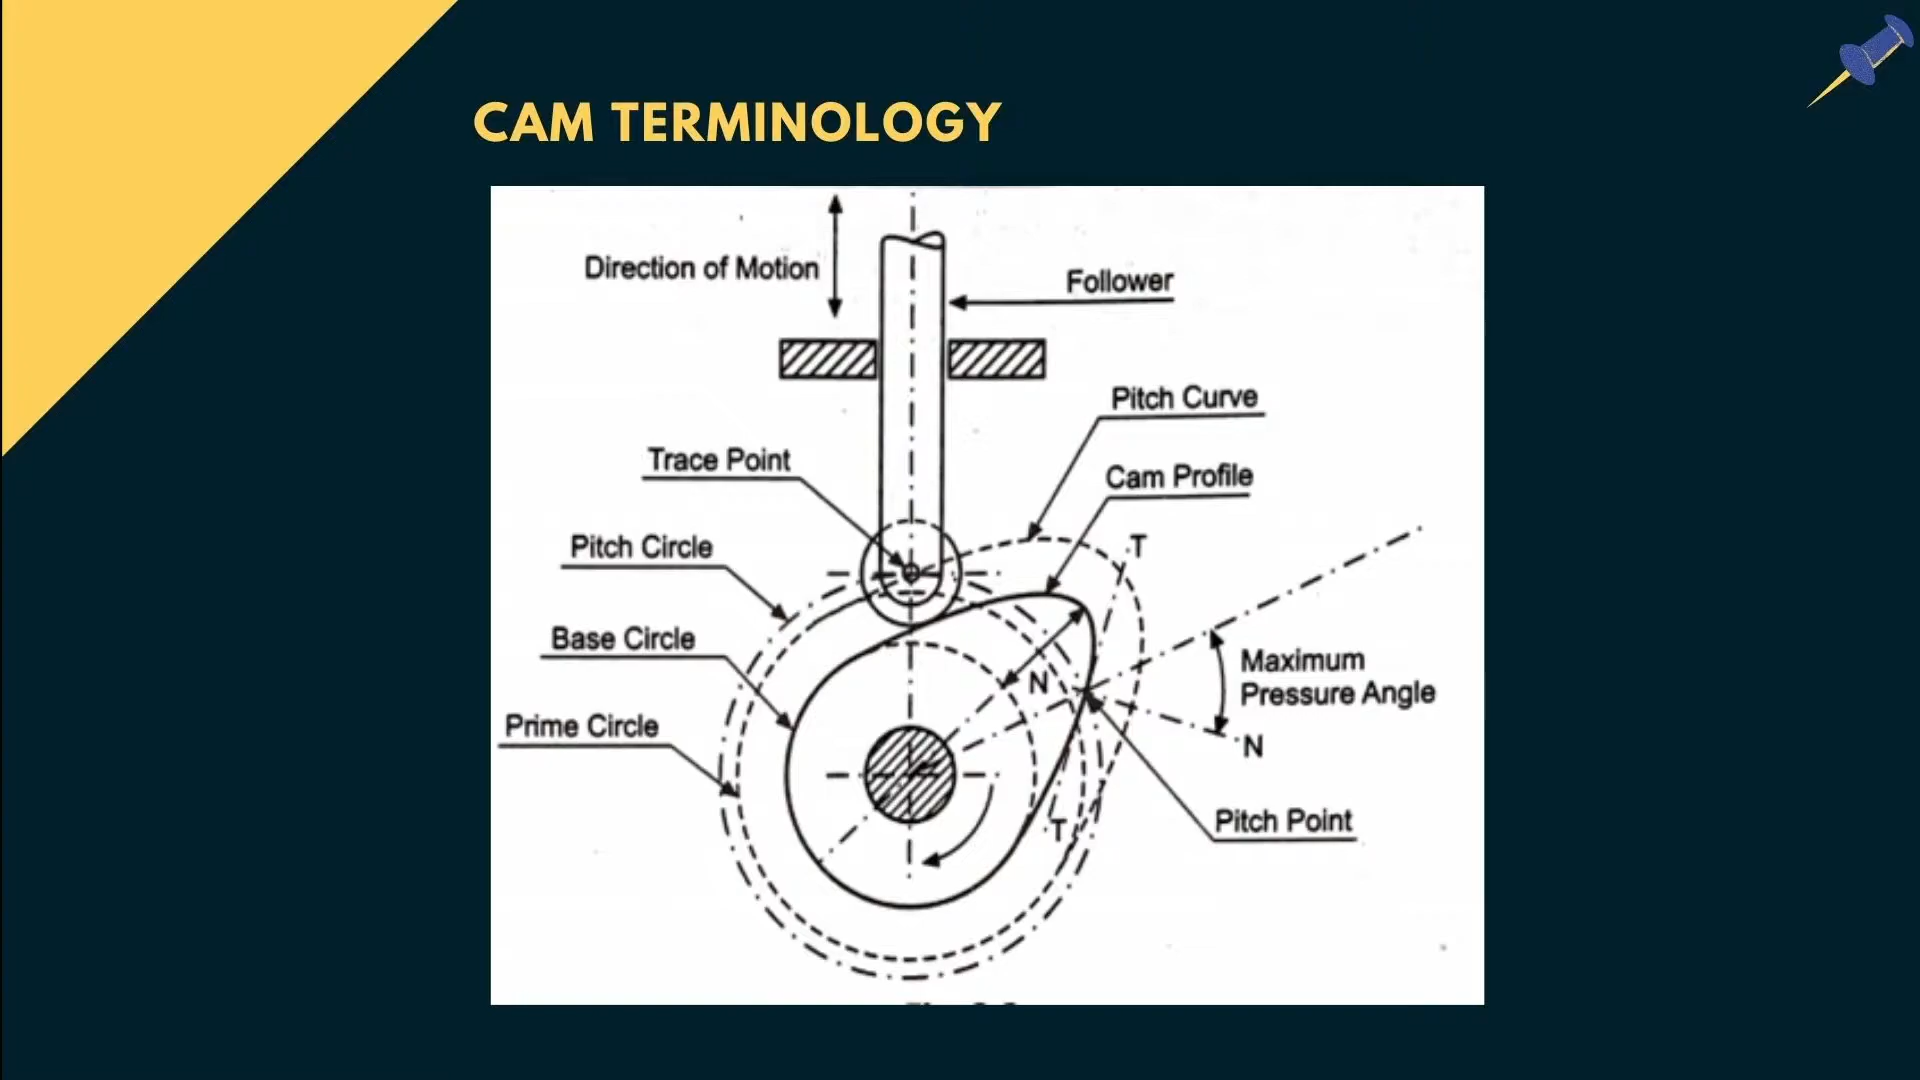 CAM TERMINOLOGY
Direction of Motion
Follower
Pitch Curve
Trace Point
Cam Profile
Pitch Circle
T
Base Circle
Maximum
Pressure Angle
N
Prime Circle
N
Pitch Point
T